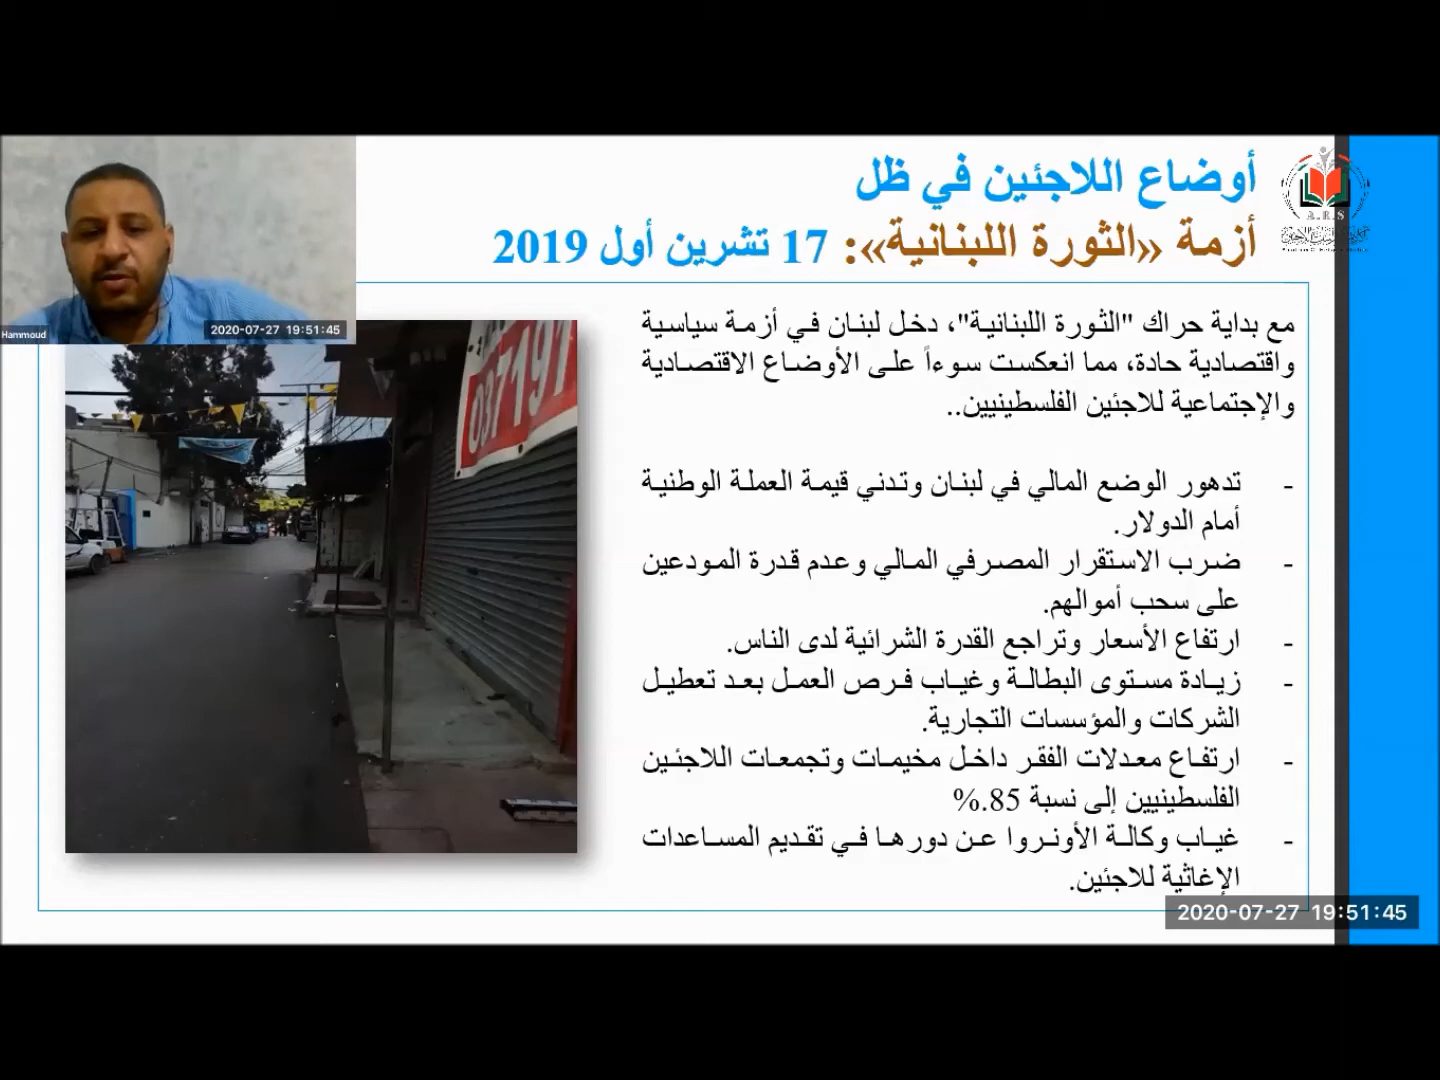 أوضاع اللاجئين في ظل
أزمة «الثورة اللبنانية»: 17 تشرين أول 2019
A.R.S
Hammoud
2020-07-27 19:51:45
مع بداية حراك "الثورة اللبنانية"، دخل لبنان في أزمة سياسية
واقتصادية حادة، مما انعكست سوءاً على الأوضاع الاقتصادية
والإجتماعية للاجئين الفلسطينيين..
- تدهور الوضع المالي في لبنان وتدني قيمة العملة الوطنية
أمام الدولار.
- ضرب الاستقرار المصرفي المالي وعدم قدرة المودعين
على سحب أموالهم.
- ارتفاع الأسعار وتراجع القدرة الشرائية لدى الناس.
- زيادة مستوى البطالة وغياب فرص العمل بعد تعطيل
الشركات والمؤسسات التجارية.
- ارتفاع معدلات الفقر داخل مخيمات وتجمعات اللاجئين
الفلسطينيين إلى نسبة 85.%
- غياب وكالة الأونروا عن دورها في تقديم المساعدات
الإغاثية للاجئين.
037197
2020-07-27 19:51:45